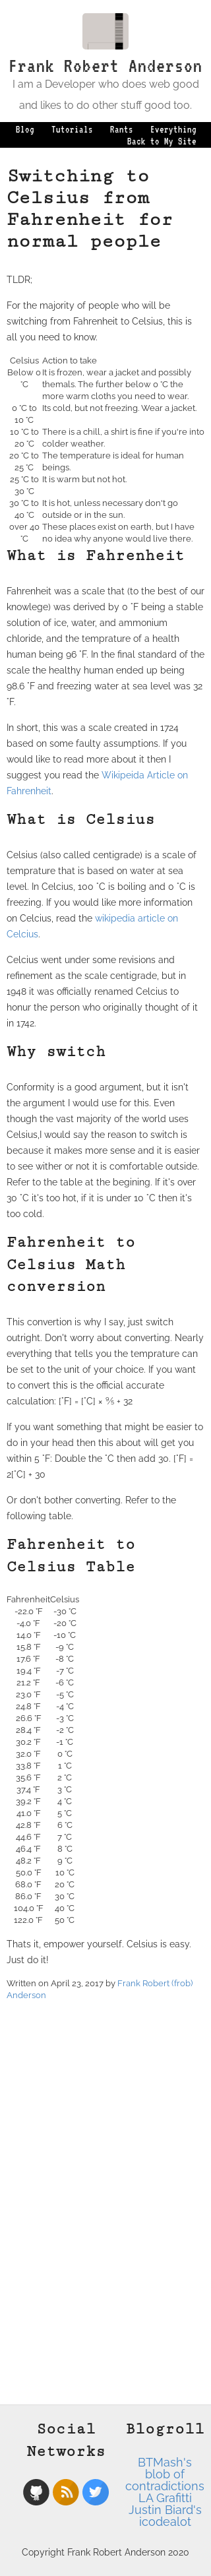 Frank Robert Anderson
I am a Developer who does web good
and likes to do other stuff good too.
Blog Tutorials Rants Everything
Back to My Site
Switching to
Celsius from
Fahrenheit for
normal people
TLDR;
For the majority of people who will be
switching from Fahrenheit to Celsius, this is
all you need to know.
Celsius Action to take
Below 0 It is frozen, wear a jacket and possibly
°C themals. The further below 0 °C the
more warm cloths you need to wear.
0 °C to Its cold, but not freezing. Wear a jacket.
10 °C
10 °C to There is a chill, a shirt is fine if you're into
20 °C colder weather.
20 °C to The temperature is ideal for human
25 °C beings.
25 °C to It is warm but not hot.
30 °C
30 °C to It is hot, unless necessary don't go
40 °C outside or in the sun.
over 40 These places exist on earth, but I have
°C no idea why anyone would live there.
What is Fahrenheit
Fahrenheit was a scale that (to the best of our
knowlege) was derived by 0 °F being a stable
solution of ice, water, and ammonium
chloride, and the temprature of a health
human being 96 °F. In the final standard of the
scale the healthy human ended up being
98.6 °F and freezing water at sea level was 32
°F.
In short, this was a scale created in 1724
based on some faulty assumptions. If you
would like to read more about it then I
suggest you read the Wikipeida Article on
Fahrenheit.
What is Celsius
Celsius (also called centigrade) is a scale of
temprature that is based on water at sea
level. In Celcius, 100 °C is boiling and 0 °C is
freezing. If you would like more information
on Celcius, read the wikipedia article on
Celcius.
Celcius went under some revisions and
refinement as the scale centigrade, but in
1948 it was officially renamed Celcius to
honur the person who originally thought of it
in 1742.
Why switch
Conformity is a good argument, but it isn't
the argument I would use for this. Even
though the vast majority of the world uses
Celsius,I would say the reason to switch is
because it makes more sense and it is easier
to see wither or not it is comfortable outside.
Refer to the table at the begining. If it's over
30 °C it's too hot, if it is under 10 °C then it's
too cold.
Fahrenheit to
Celsius Math
conversion
This convertion is why I say, just switch
outright. Don't worry about converting. Nearly
everything that tells you the temprature can
be set to the unit of your choice. If you want
to convert this is the official accurate
calculation: [°F] = [°C] × 9⁄5 + 32
If you want something that might be easier to
do in your head then this about will get you
within 5 °F: Double the °C then add 30. [°F] =
2[°C] + 30
Or don't bother converting. Refer to the
following table.
Fahrenheit to
Celsius Table
Fahrenheit Celsius
-22.0 °F -30 °C
-4.0 °F -20 °C
14.0 °F -10 °C
15.8 °F -9 °C
17.6 °F -8 °C
19.4 °F -7 °C
21.2 °F -6 °C
23.0 °F -5 °C
24.8 °F -4 °C
26.6 °F -3 °C
28.4 °F -2 °C
30.2 °F -1 °C
32.0 °F 0 °C
33.8 °F 1 °C
35.6 °F 2 °C
37.4 °F 3 °C
39.2 °F 4 °C
41.0 °F 5 °C
42.8 °F 6 °C
44.6 °F 7 °C
46.4 °F 8 °C
48.2 °F 9 °C
50.0 °F 10 °C
68.0 °F 20 °C
86.0 °F 30 °C
104.0 °F 40 °C
122.0 °F 50 °C
Thats it, empower yourself. Celsius is easy.
Just do it!
Written on April 23, 2017 by Frank Robert (frob)
Anderson
Social
Networks
Blogroll
BTMash's
blob of
contradictions
LA Grafitti
Justin Biard's
icodealot
Copyright Frank Robert Anderson 2020